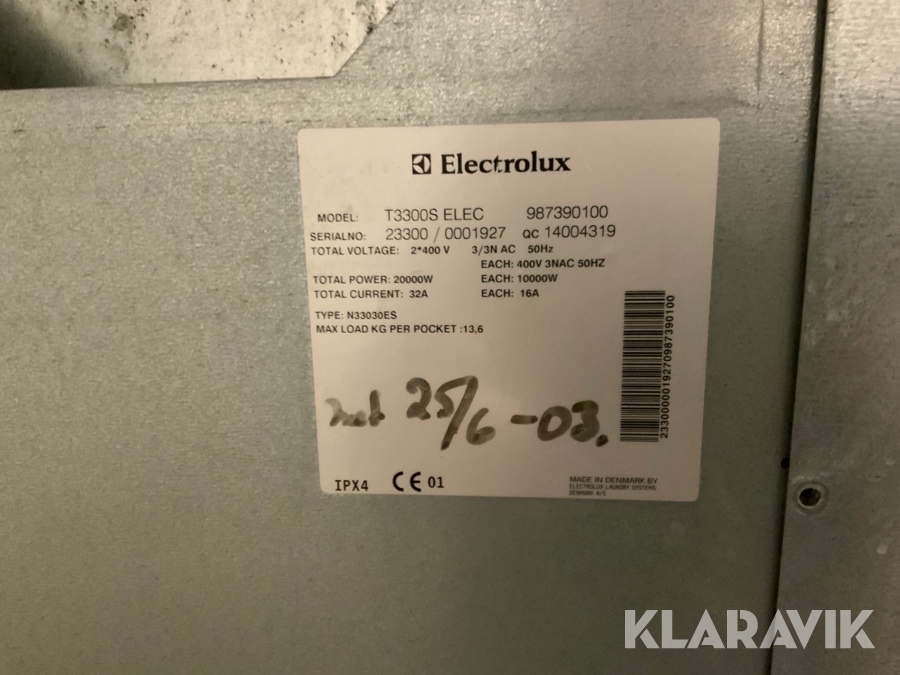 Electrolux
MODEL: T3300S ELEC 987390100
SERIALNO: 23300 / 0001927 QC 14004319
TOTAL VOLTAGE: 2*400 V 3/3N AC 50Hz
EACH: 400V 3NAC 50HZ
TOTAL POWER: 20000W EACH: 10000W
TOTAL CURRENT: 32A EACH: 16A
TYPE: N33030ES
MAX LOAD KG PER POCKET :13,6
2330000019270987390100
25/6-03.
IPX4 CE 01
MADE IN DENMARK BY
ELECTROLUX LAUNDRY SYSTEMS
DENMARK A/S
KLARAVIK